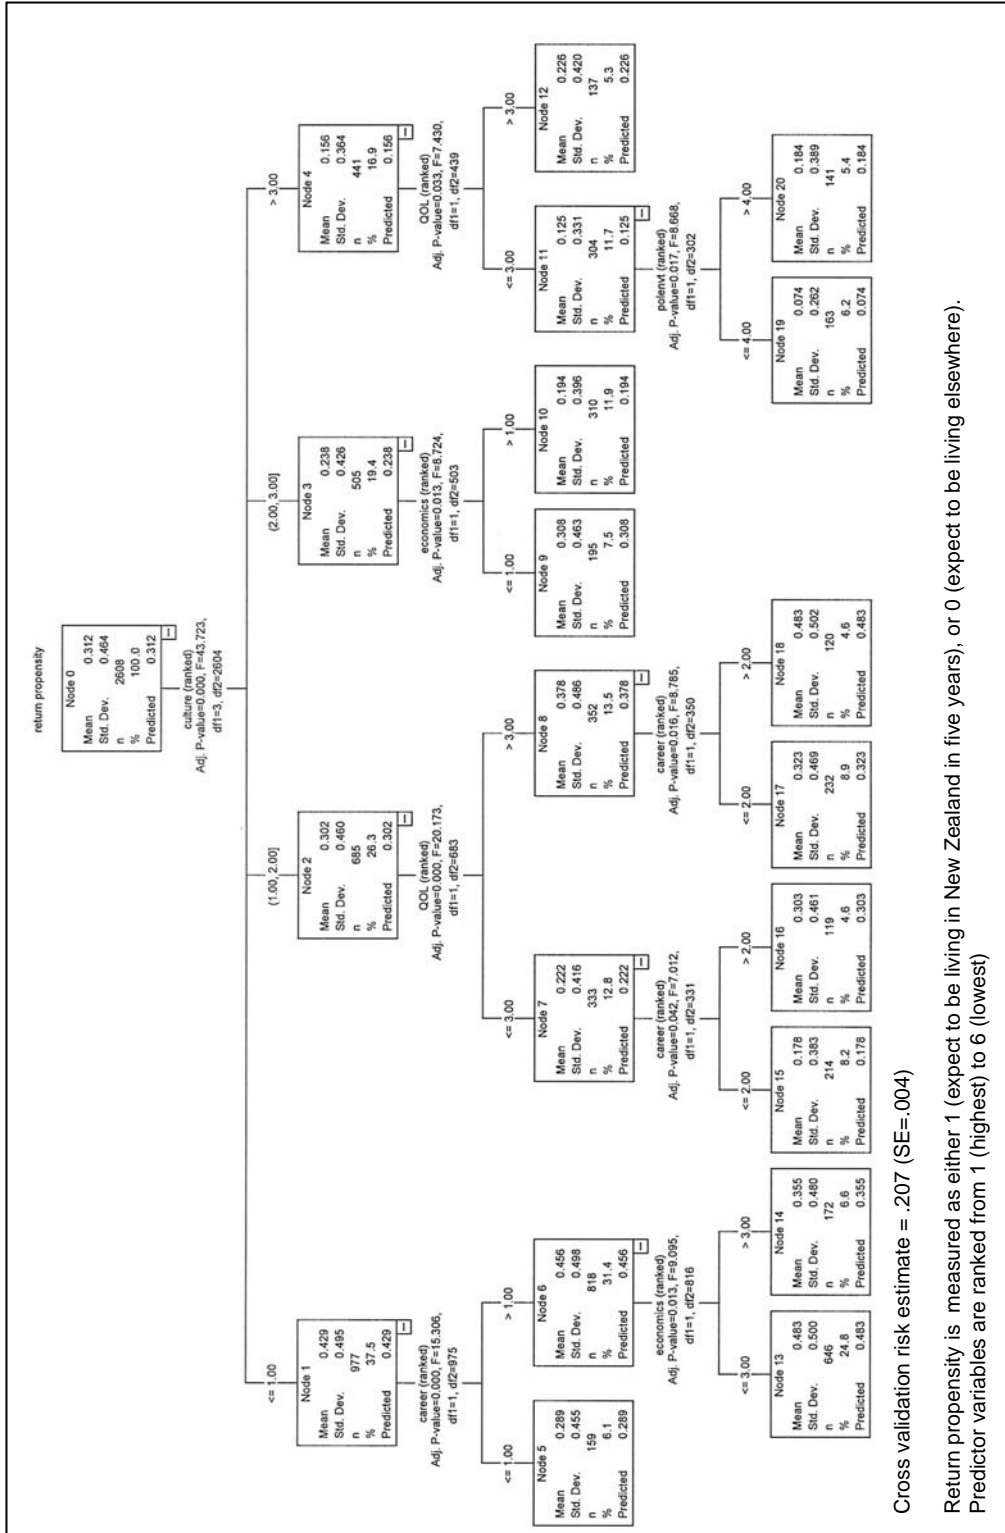 return propensity
Node 0
Mean 0.312
Std. Dev. 0.464
n 2608
% 100.0
Predicted 0.312
culture (ranked)
Adj. P-value=0.000, F=43.723,
df1=3, df2=2604
<= 1.00
(1.00, 2.00]
(2.00, 3.00]
> 3.00
Node 1
Mean 0.429
Std. Dev. 0.495
n 977
% 37.5
Predicted 0.429
career (ranked)
Adj. P-value=0.000, F=15.306,
df1=1, df2=975
Node 2
Mean 0.302
Std. Dev. 0.460
n 685
% 26.3
Predicted 0.302
QOL (ranked)
Adj. P-value=0.000, F=20.173,
df1=1, df2=683
Node 3
Mean 0.238
Std. Dev. 0.426
n 505
% 19.4
Predicted 0.238
economics (ranked)
Adj. P-value=0.013, F=8.724,
df1=1, df2=503
Node 4
Mean 0.156
Std. Dev. 0.364
n 441
% 16.9
Predicted 0.156
QOL (ranked)
Adj. P-value=0.033, F=7.430,
df1=1, df2=439
<= 1.00
> 1.00
<= 3.00
> 3.00
<= 1.00
> 1.00
<= 3.00
> 3.00
Node 5
Mean 0.289
Std. Dev. 0.455
n 159
% 6.1
Predicted 0.289
Node 6
Mean 0.456
Std. Dev. 0.498
n 818
% 31.4
Predicted 0.456
economics (ranked)
Adj. P-value=0.013, F=9.095,
df1=1, df2=816
Node 7
Mean 0.222
Std. Dev. 0.416
n 333
% 12.8
Predicted 0.222
career (ranked)
Adj. P-value=0.042, F=7.012,
df1=1, df2=331
Node 8
Mean 0.378
Std. Dev. 0.486
n 352
% 13.5
Predicted 0.378
career (ranked)
Adj. P-value=0.016, F=8.785,
df1=1, df2=350
Node 9
Mean 0.308
Std. Dev. 0.463
n 195
% 7.5
Predicted 0.308
Node 10
Mean 0.194
Std. Dev. 0.396
n 310
% 11.9
Predicted 0.194
Node 11
Mean 0.125
Std. Dev. 0.331
n 304
% 11.7
Predicted 0.125
polenvt (ranked)
Adj. P-value=0.017, F=8.668,
df1=1, df2=302
Node 12
Mean 0.226
Std. Dev. 0.420
n 137
% 5.3
Predicted 0.226
<= 3.00
> 3.00
<= 2.00
> 2.00
<= 2.00
> 2.00
<= 4.00
> 4.00
Node 13
Mean 0.483
Std. Dev. 0.500
n 646
% 24.8
Predicted 0.483
Node 14
Mean 0.355
Std. Dev. 0.480
n 172
% 6.6
Predicted 0.355
Node 15
Mean 0.178
Std. Dev. 0.383
n 214
% 8.2
Predicted 0.178
Node 16
Mean 0.303
Std. Dev. 0.461
n 119
% 4.6
Predicted 0.303
Node 17
Mean 0.323
Std. Dev. 0.469
n 232
% 8.9
Predicted 0.323
Node 18
Mean 0.483
Std. Dev. 0.502
n 120
% 4.6
Predicted 0.483
Node 19
Mean 0.074
Std. Dev. 0.262
n 163
% 6.2
Predicted 0.074
Node 20
Mean 0.184
Std. Dev. 0.389
n 141
% 5.4
Predicted 0.184
Cross validation risk estimate = .207 (SE=.004)
Return propensity is measured as either 1 (expect to be living in New Zealand in five years), or 0 (expect to be living elsewhere).
Predictor variables are ranked from 1 (highest) to 6 (lowest)